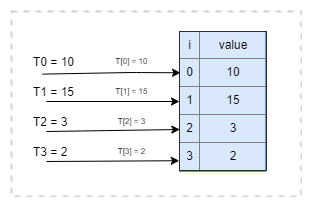 i value
T0 = 10 T[0] = 10 0 10
T1 = 15 T[1] = 15 1 15
T2 = 3 T[2] = 3 2 3
T3 = 2 T[3] = 2 3 2